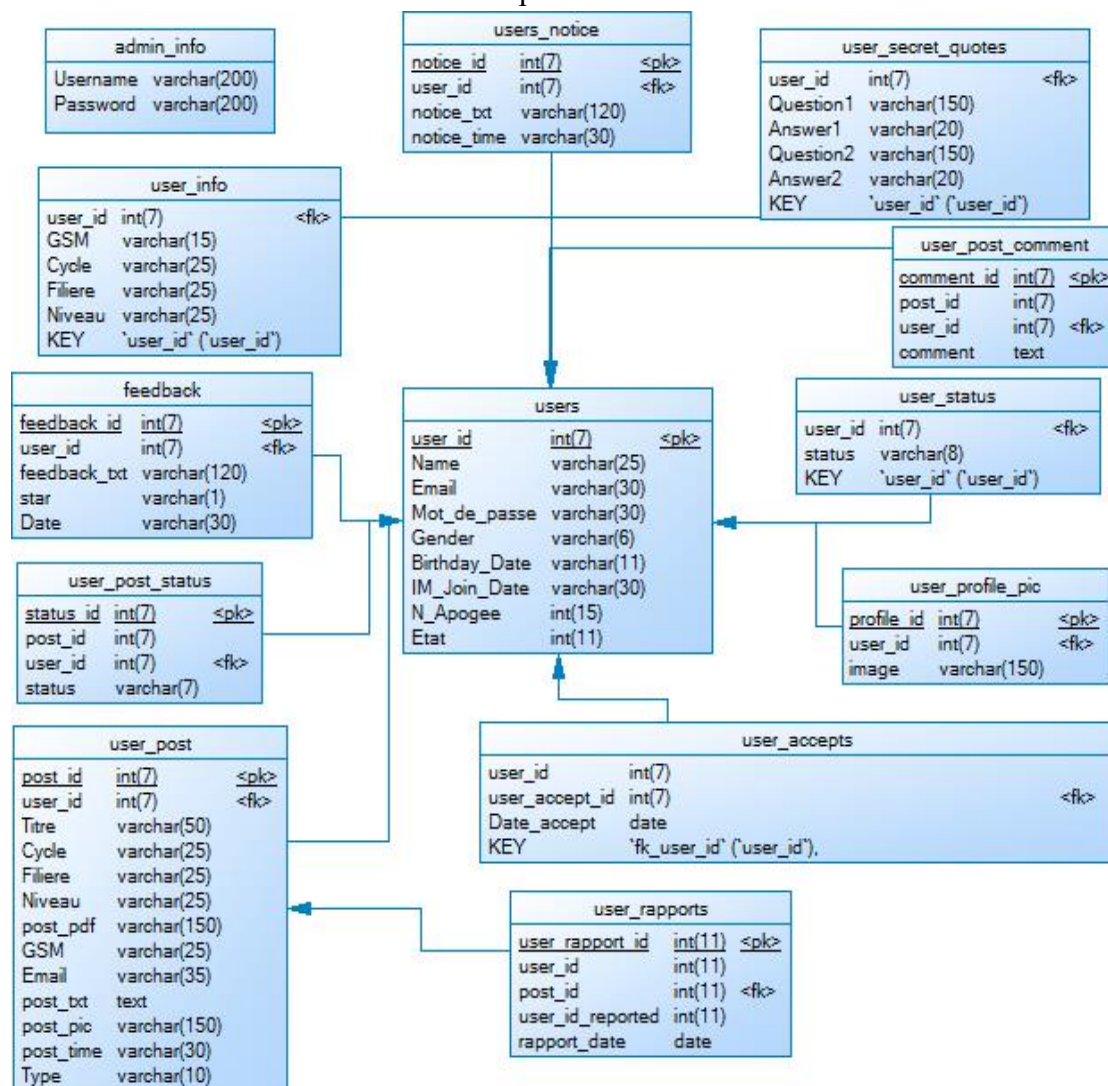 admin_info
Username varchar(200)
Password varchar(200)
users_notice
notice_id int(7) <pk>
user_id int(7) <fk>
notice_txt varchar(120)
notice_time varchar(30)
user_secret_quotes
user_id int(7) <fk>
Question1 varchar(150)
Answer1 varchar(20)
Question2 varchar(150)
Answer2 varchar(20)
KEY `user_id` (`user_id`)
user_info
user_id int(7) <fk>
GSM varchar(15)
Cycle varchar(25)
Filiere varchar(25)
Niveau varchar(25)
KEY `user_id` (`user_id`)
user_post_comment
comment_id int(7) <pk>
post_id int(7)
user_id int(7) <fk>
comment text
feedback
feedback_id int(7) <pk>
user_id int(7) <fk>
feedback_txt varchar(120)
star varchar(1)
Date varchar(30)
users
user_id int(7) <pk>
Name varchar(25)
Email varchar(30)
Mot_de_passe varchar(30)
Gender varchar(6)
Birthday_Date varchar(11)
IM_Join_Date varchar(30)
N_Apogee int(15)
Etat int(11)
user_status
user_id int(7) <fk>
status varchar(8)
KEY `user_id` (`user_id`)
user_post_status
status_id int(7) <pk>
post_id int(7)
user_id int(7) <fk>
status varchar(7)
user_profile_pic
profile_id int(7) <pk>
user_id int(7) <fk>
image varchar(150)
user_post
post_id int(7) <pk>
user_id int(7) <fk>
Titre varchar(50)
Cycle varchar(25)
Filiere varchar(25)
Niveau varchar(25)
post_pdf varchar(150)
GSM varchar(25)
Email varchar(35)
post_txt text
post_pic varchar(150)
post_time varchar(30)
Type varchar(10)
user_accepts
user_id int(7)
user_accept_id int(7) <fk>
Date_accept date
KEY `fk_user_id` (`user_id`),
user_rapports
user_rapport_id int(11) <pk>
user_id int(11)
post_id int(11) <fk>
user_id_reported int(11)
rapport_date date